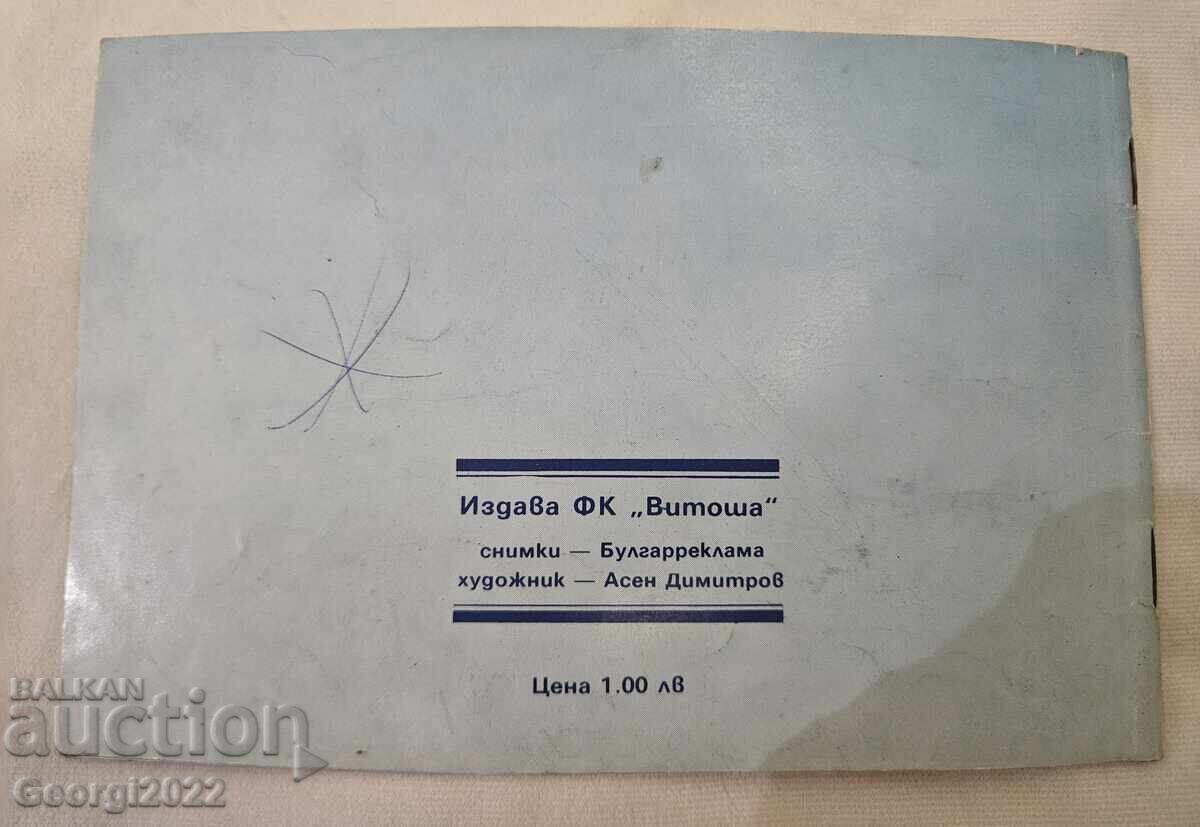 Издава ФК „Витоша“
снимки — Булгарреклама
художник — Асен Димитров
Цена 1.00 лв
BALKAN
auction
Georgi2022